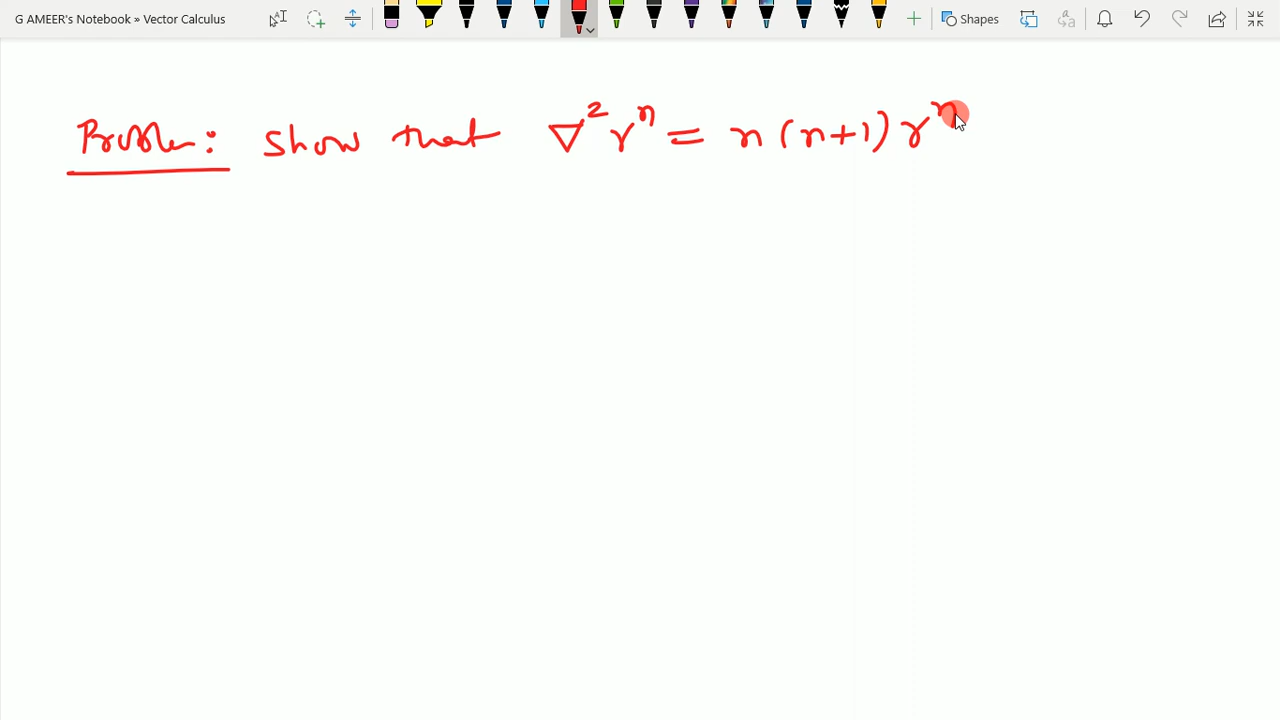 G AMEER's Notebook » Vector Calculus
Shapes
Problem: show that ∇²rⁿ = n(n+1)rⁿ